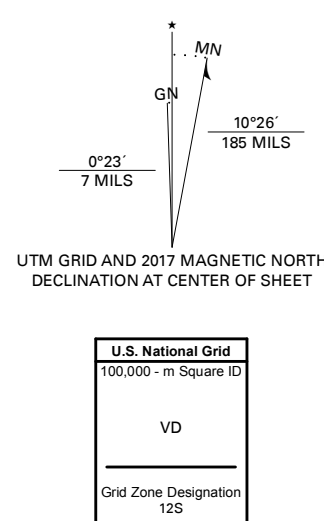 ★
MN
GN
10°26´
185 MILS
0°23´
7 MILS
UTM GRID AND 2017 MAGNETIC NORTH
DECLINATION AT CENTER OF SHEET
U.S. National Grid
100,000 - m Square ID
VD
Grid Zone Designation
12S